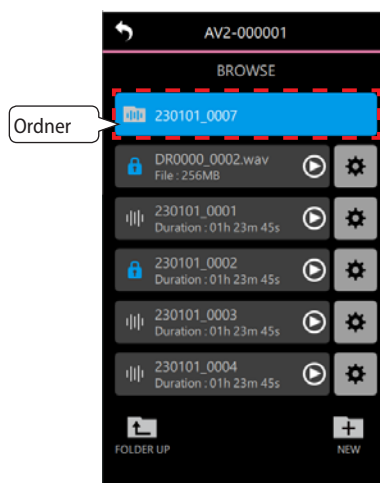 AV2-000001
BROWSE
Ordner
230101_0007
DR0000_0002.wav
File : 256MB
230101_0001
Duration : 01h 23m 45s
230101_0002
Duration : 01h 23m 45s
230101_0003
Duration : 01h 23m 45s
230101_0004
Duration : 01h 23m 45s
FOLDER UP
NEW